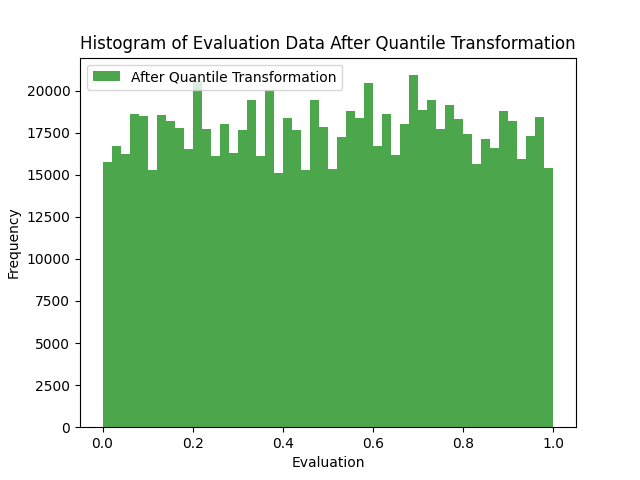 Histogram of Evaluation Data After Quantile Transformation
After Quantile Transformation
20000
17500
15000
12500
10000
7500
5000
2500
0
Frequency
0.0 0.2 0.4 0.6 0.8 1.0
Evaluation